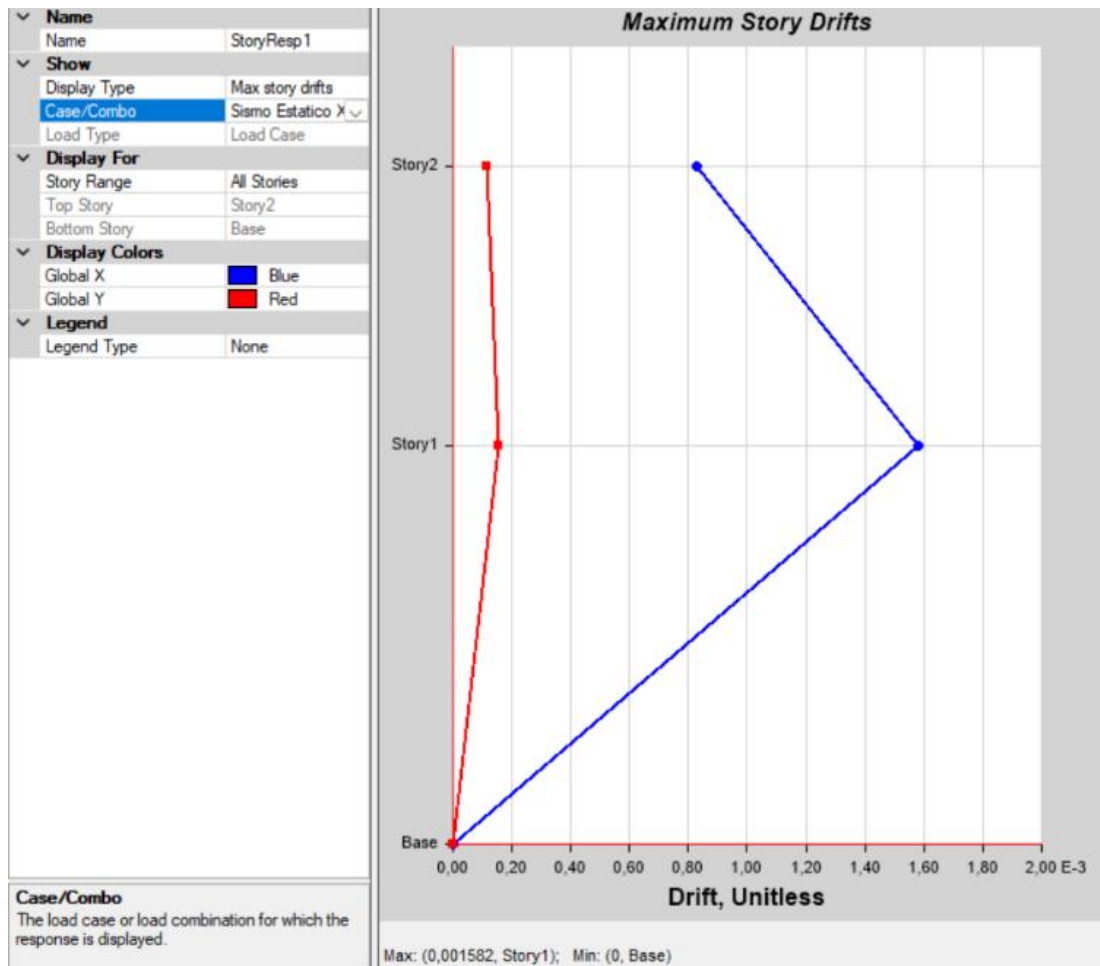 Name
Name StoryResp1
Show
Display Type Max story drifts
Case/Combo Sismo Estatico X
Load Type Load Case
Display For
Story Range All Stories
Top Story Story2
Bottom Story Base
Display Colors
Global X Blue
Global Y Red
Legend
Legend Type None
Case/Combo
The load case or load combination for which the
response is displayed.
Maximum Story Drifts
Story2
Story1
Base
0,00 0,20 0,40 0,60 0,80 1,00 1,20 1,40 1,60 1,80 2,00 E-3
Drift, Unitless
Max: (0,001582, Story1); Min: (0, Base)